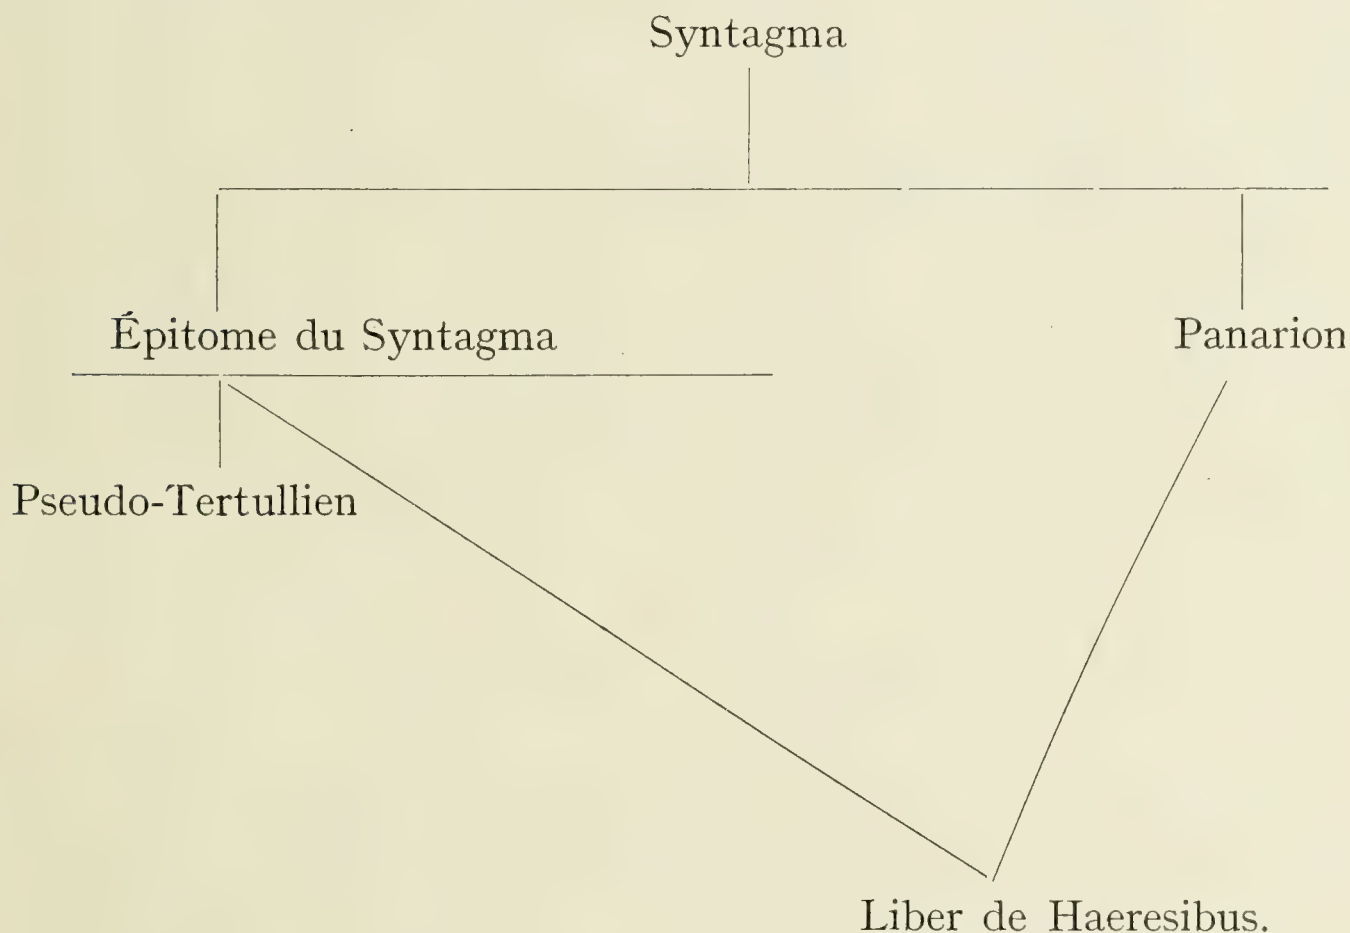 Syntagma
Épitome du Syntagma
Panarion
Pseudo-Tertullien
Liber de Haeresibus.